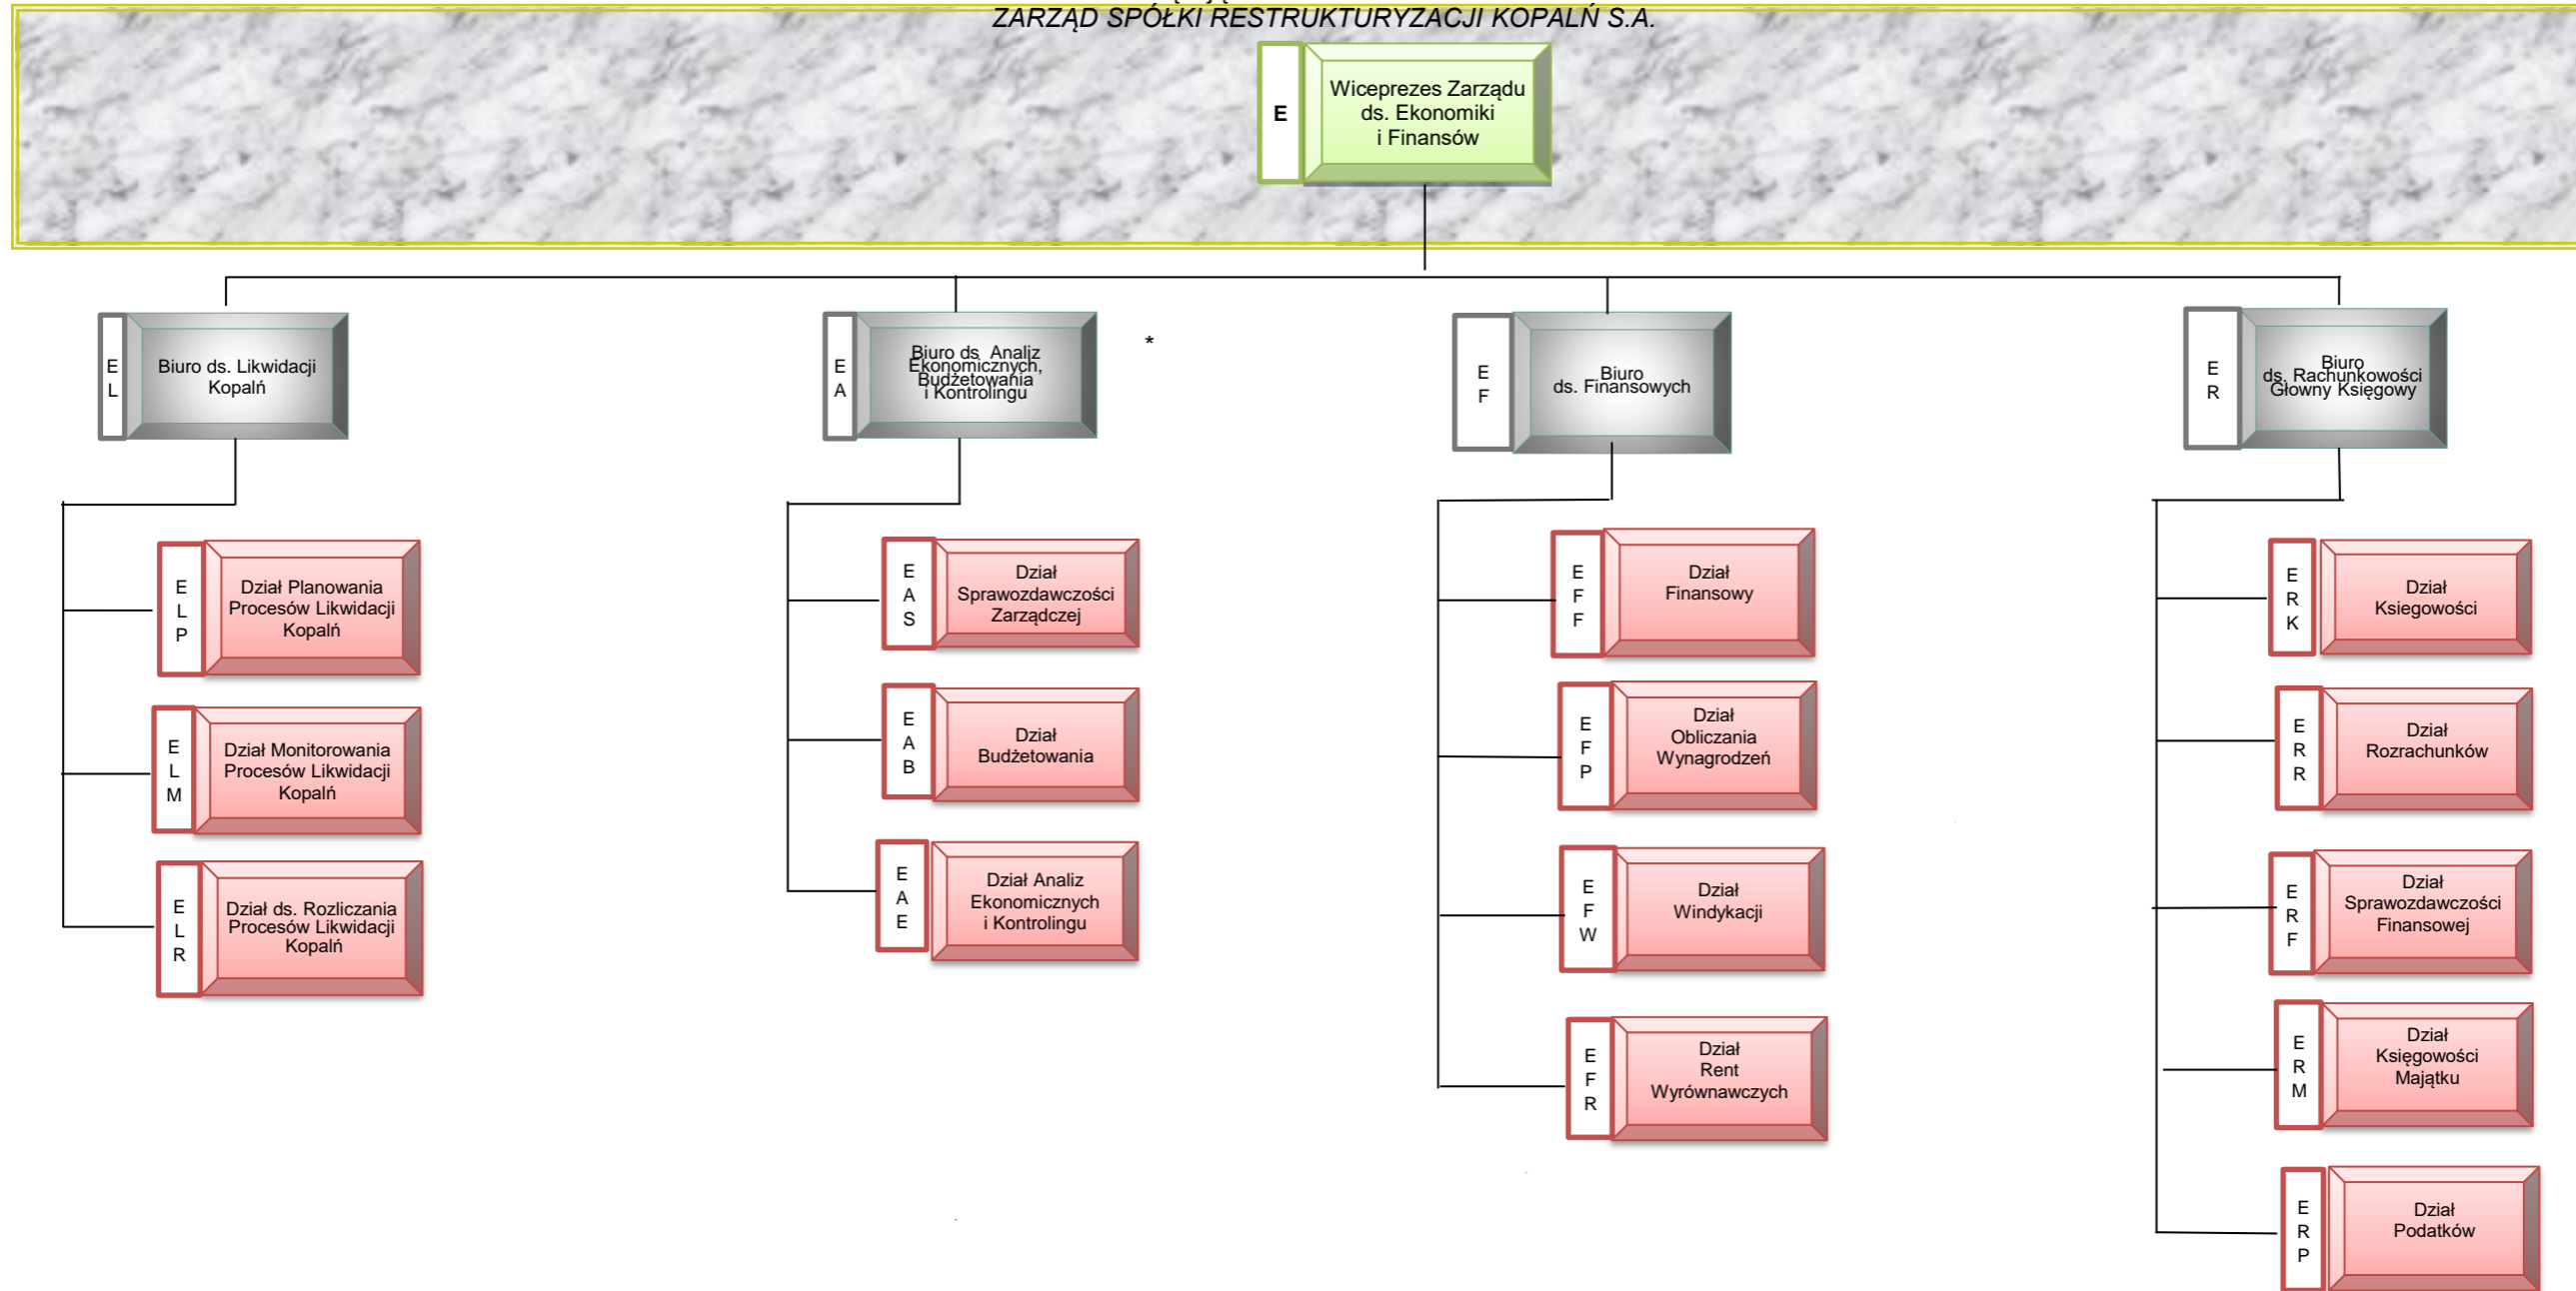 ZARZĄD SPÓŁKI RESTRUKTURYZACJI KOPALŃ S.A.
E
Wiceprezes Zarządu
ds. Ekonomiki
i Finansów
E
L
Biuro ds. Likwidacji
Kopalń
E
A
Biuro ds. Analiz
Ekonomicznych,
Budżetowania
i Kontrolingu
*
E
F
Biuro
ds. Finansowych
E
R
Biuro
ds. Rachunkowości
Głowny Księgowy
E
L
P
Dział Planowania
Procesów Likwidacji
Kopalń
E
L
M
Dział Monitorowania
Procesów Likwidacji
Kopalń
E
L
R
Dział ds. Rozliczania
Procesów Likwidacji
Kopalń
E
A
S
Dział
Sprawozdawczości
Zarządczej
E
A
B
Dział
Budżetowania
E
A
E
Dział Analiz
Ekonomicznych
i Kontrolingu
E
F
F
Dział
Finansowy
E
F
P
Dział
Obliczania
Wynagrodzeń
E
F
W
Dział
Windykacji
E
F
R
Dział
Rent
Wyrównawczych
E
R
K
Dział
Ksiegowości
E
R
R
Dział
Rozrachunków
E
R
F
Dział
Sprawozdawczości
Finansowej
E
R
M
Dział
Księgowości
Majątku
E
R
P
Dział
Podatków